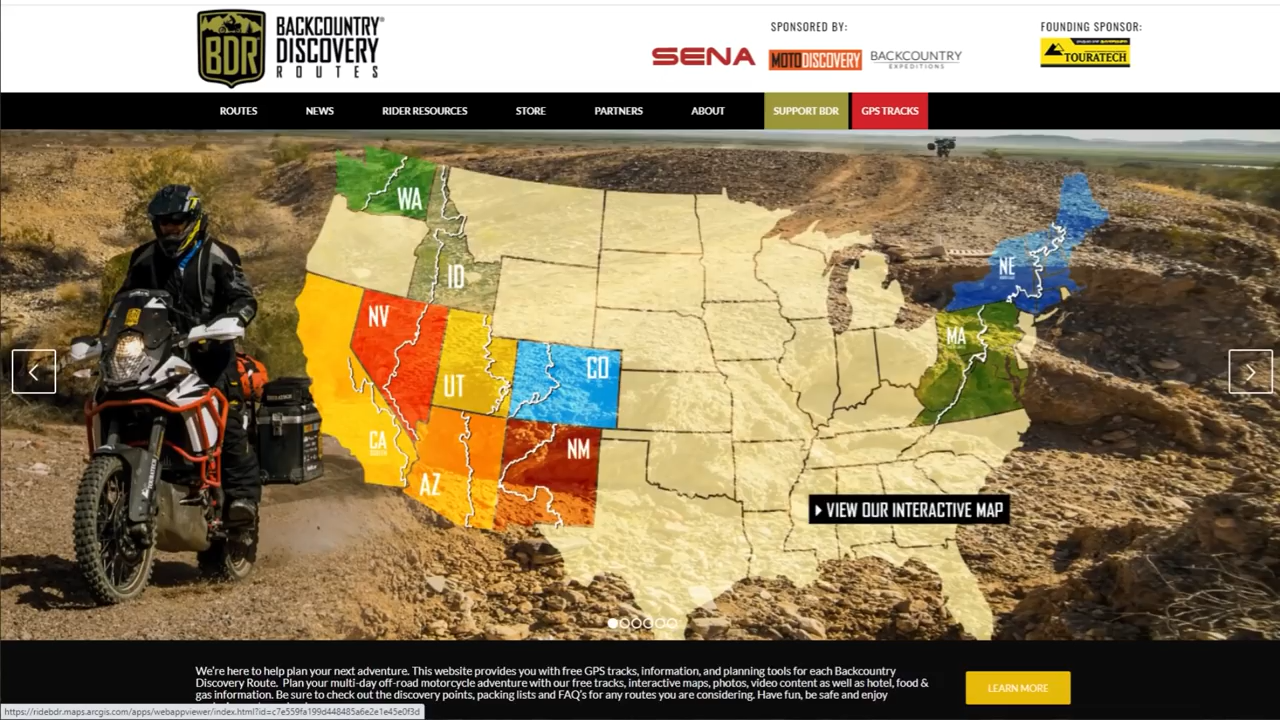 BDR
BACKCOUNTRY
DISCOVERY
ROUTES
SPONSORED BY:
FOUNDING SPONSOR:
SENA
MOTODISCOVERY
BACKCOUNTRY
EXPEDITIONS
TOURATECH
ROUTES NEWS RIDER RESOURCES STORE PARTNERS ABOUT SUPPORT BDR GPS TRACKS
WA
ID
NE
NV
MA
UT
CO
CA
NM
AZ
TOURATECH
VIEW OUR INTERACTIVE MAP
We're here to help plan your next adventure. This website provides you with free GPS tracks, information, and planning tools for each Backcountry
Discovery Route. Plan your multi-day off-road motorcycle adventure with our free tracks, interactive maps, photos, video content as well as hotel, food &
gas information. Be sure to check out the discovery points, packing lists and FAQ's for any routes you are considering. Have fun, be safe and enjoy
LEARN MORE
https://ridebdr.maps.arcgis.com/apps/webappviewer/index.html?id=c7e559fa199d448485a6e2e1e45e0f3d